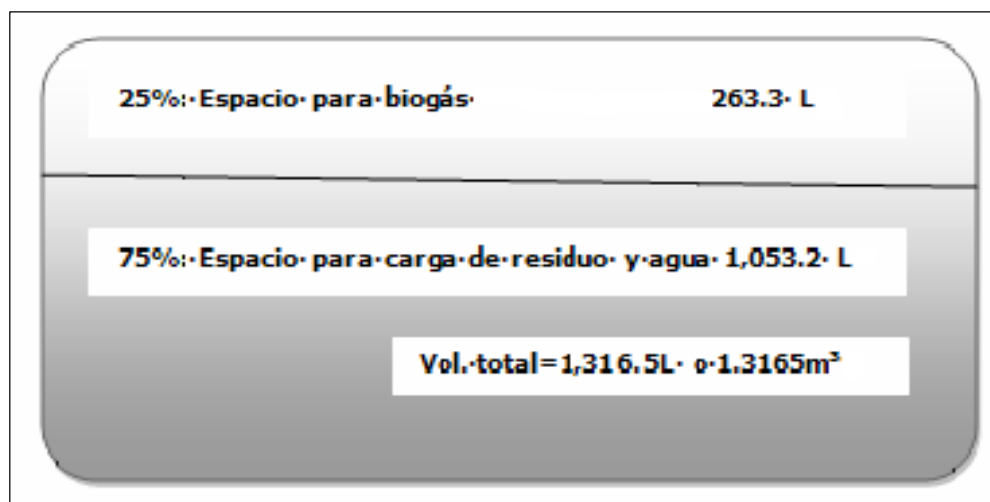 25%:·Espacio·para·biogás· 263.3·L
75%:·Espacio·para·carga·de·residuo·y·agua·1,053.2·L
Vol.·total=1,316.5L·o·1.3165m³